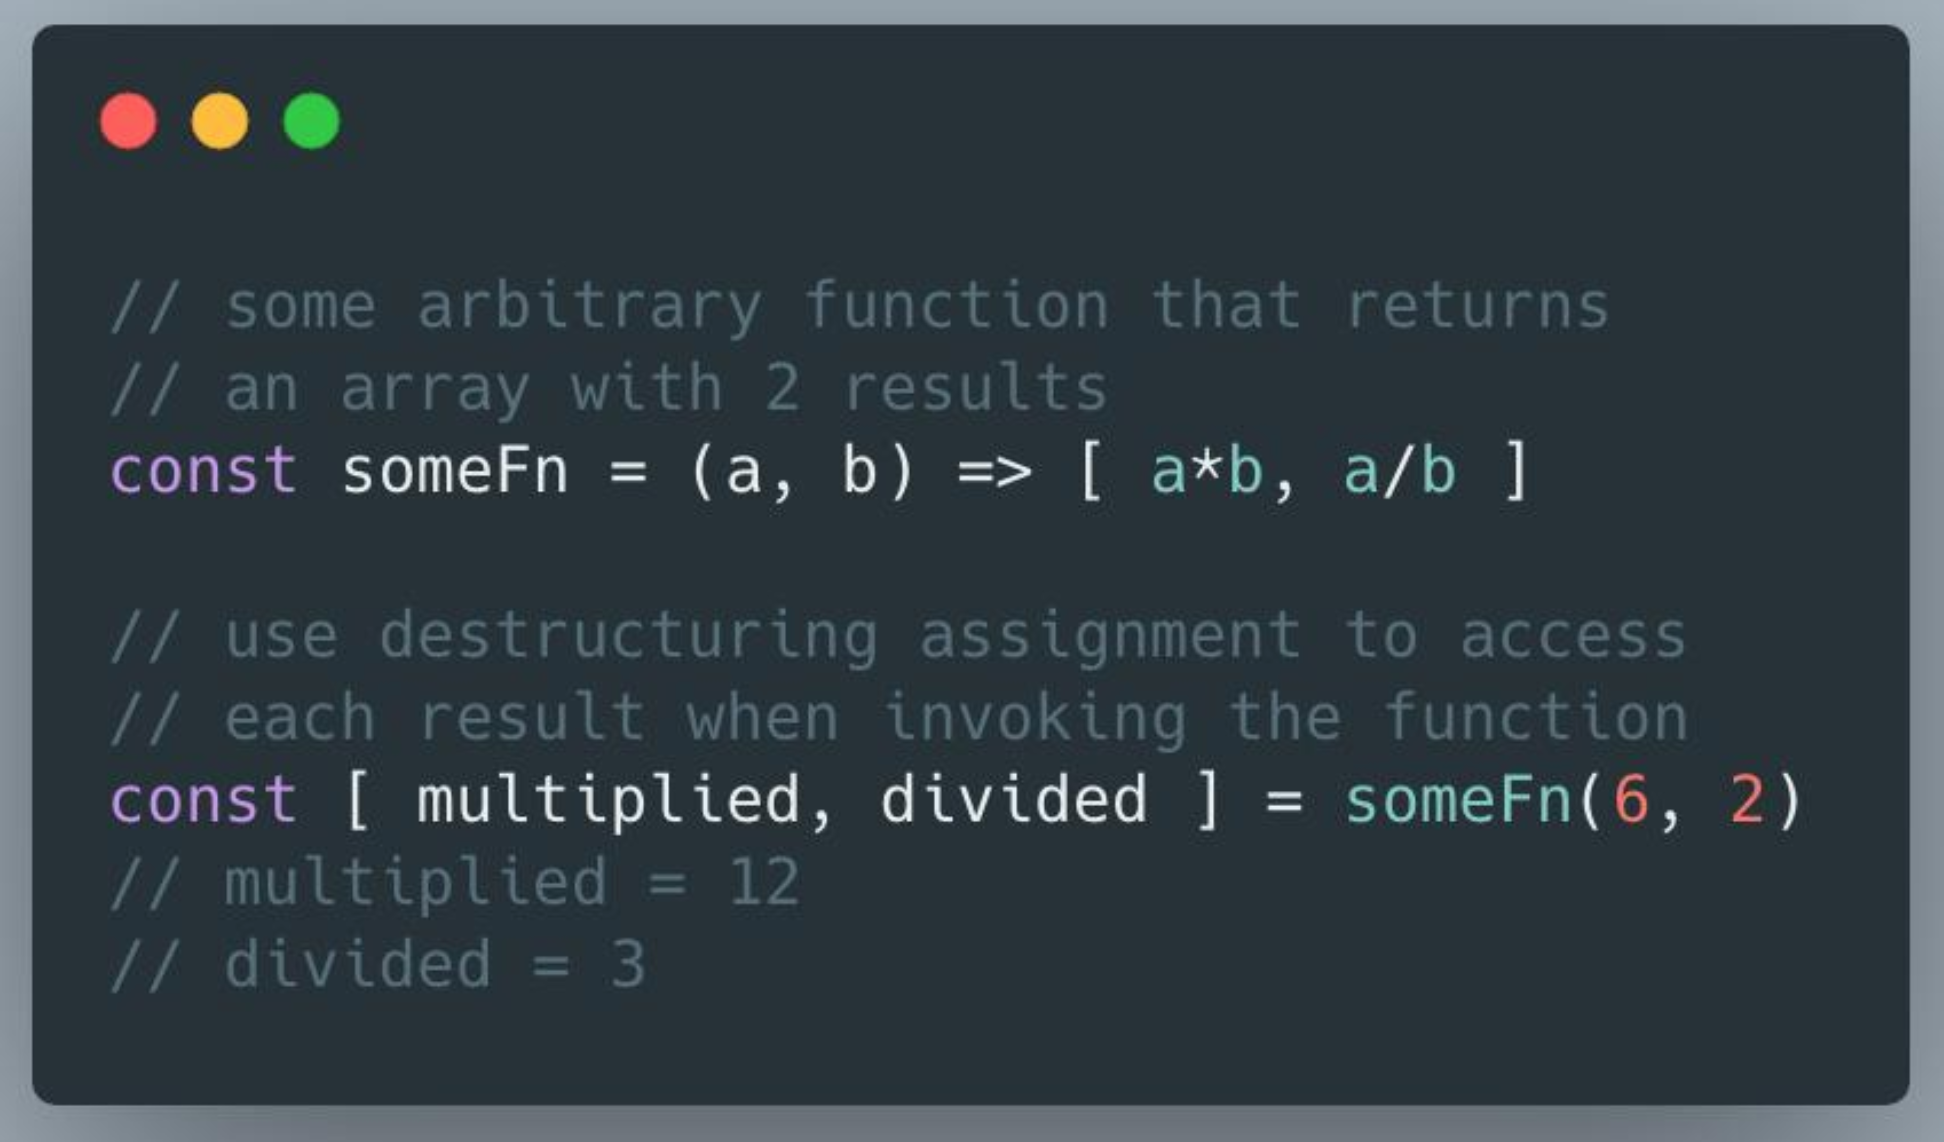 // some arbitrary function that returns
// an array with 2 results
const someFn = (a, b) => [ a*b, a/b ]
// use destructuring assignment to access
// each result when invoking the function
const [ multiplied, divided ] = someFn(6, 2)
// multiplied = 12
// divided = 3